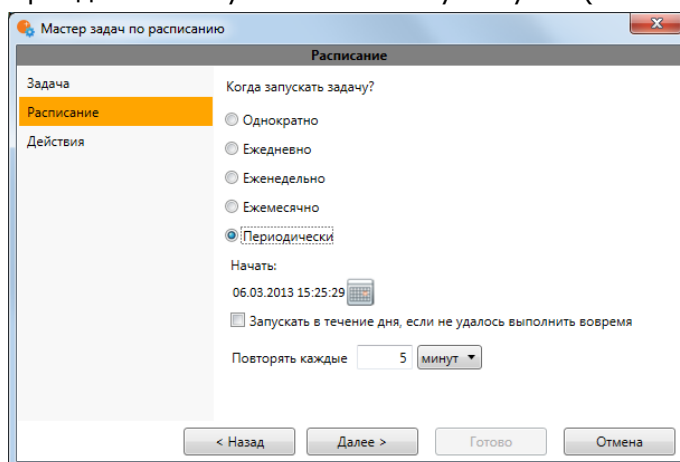 Мастер задач по расписанию
Расписание
Задача
Расписание
Действия
Когда запускать задачу?
Однократно
Ежедневно
Еженедельно
Ежемесячно
Периодически
Начать:
06.03.2013 15:25:29
Запускать в течение дня, если не удалось выполнить вовремя
Повторять каждые 5 минут
< Назад Далее > Готово Отмена